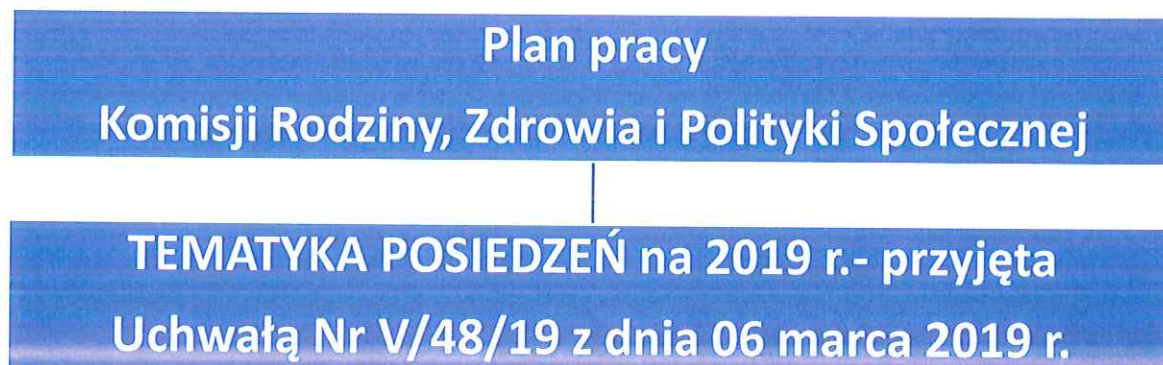 Plan pracy
Komisji Rodziny, Zdrowia i Polityki Społecznej
TEMATYKA POSIEDZEŃ na 2019 r.- przyjęta
Uchwałą Nr V/48/19 z dnia 06 marca 2019 r.